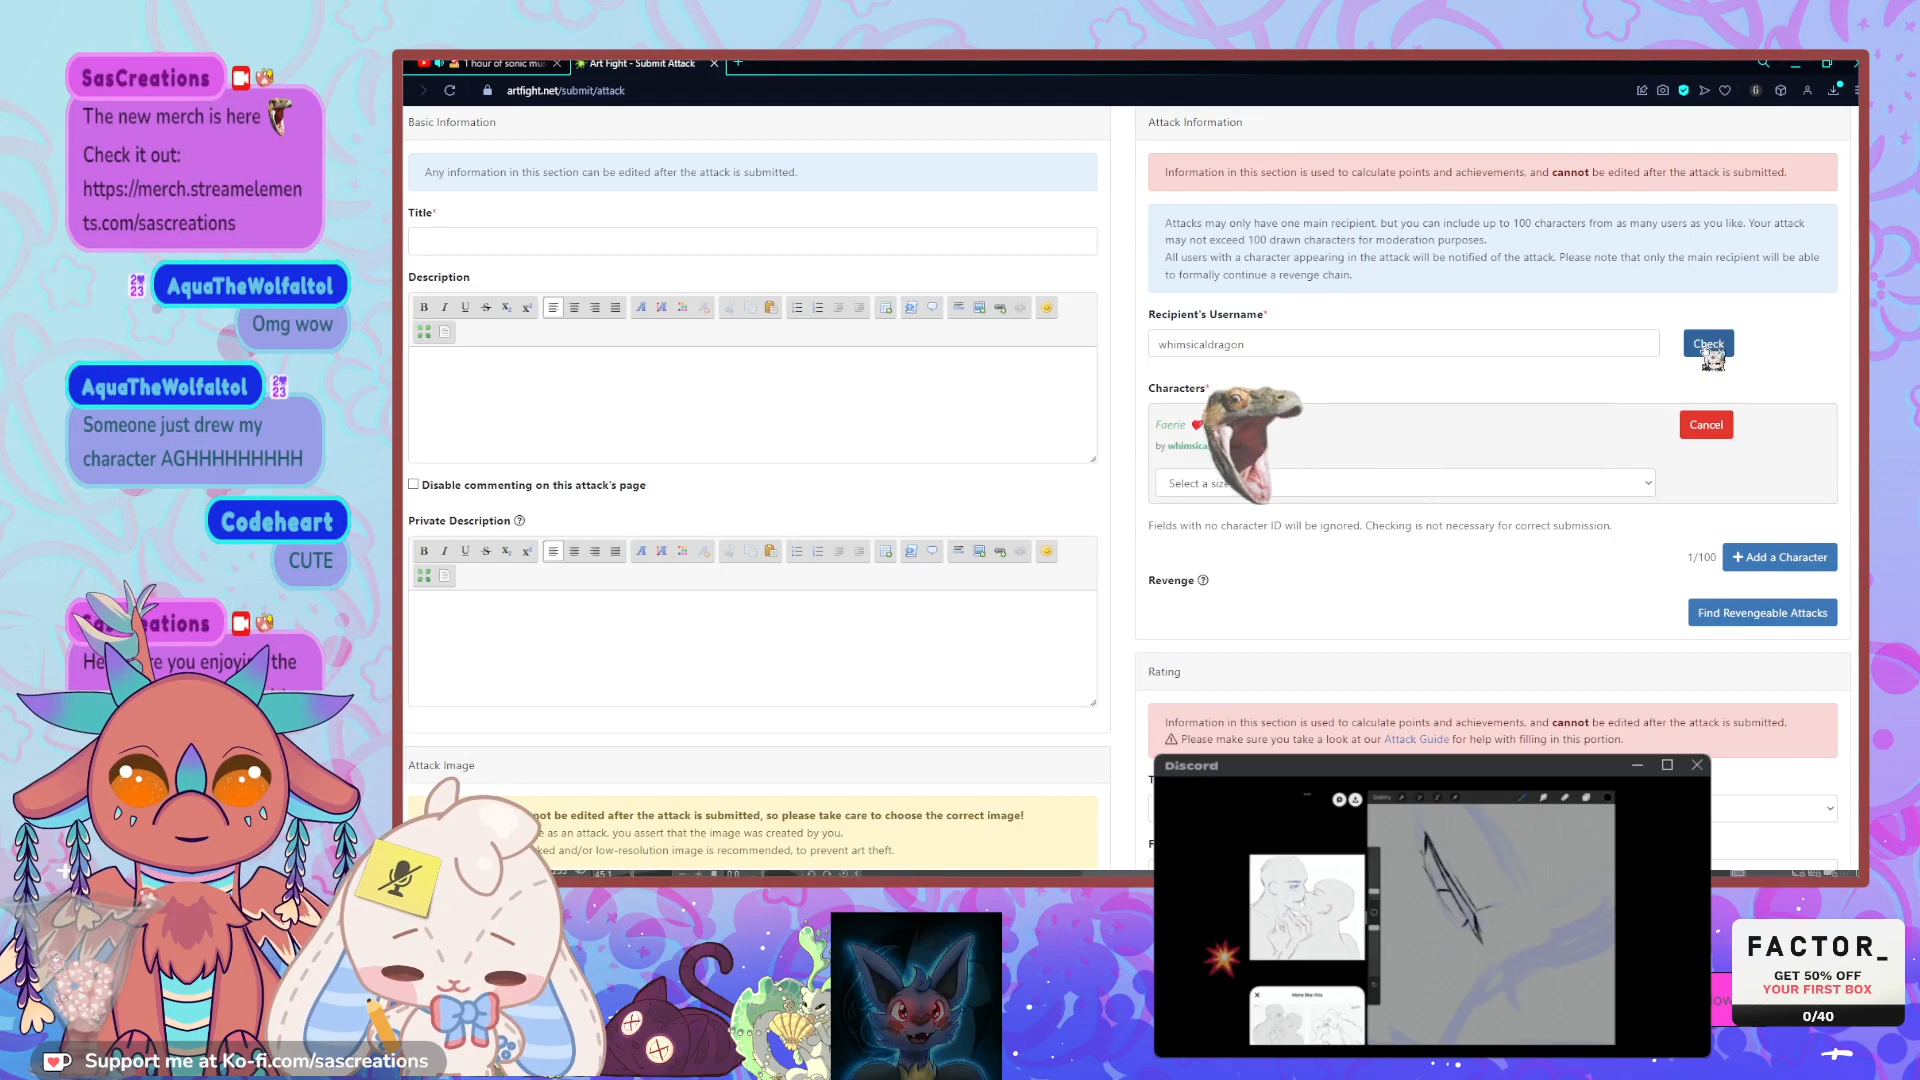 SasCreations
The new merch is here
Check it out:
https://merch.streamelemen
ts.com/sascreations
AquaTheWolfaltol
Omg wow
AquaTheWolfaltol
Someone just drew my
character AGHHHHHHHHH
Codeheart
CUTE
1 hour of sonic mus
Art Fight - Submit Attack
artfight.net/submit/attack
Basic Information
Any information in this section can be edited after the attack is submitted.
Title*
Description
Disable commenting on this attack's page
Private Description
Attack Image
not be edited after the attack is submitted, so please take care to choose the correct image!
as an attack, you assert that the image was created by you.
and/or low-resolution image is recommended, to prevent art theft.
Attack Information
Information in this section is used to calculate points and achievements, and cannot be edited after the attack is submitted.
Attacks may only have one main recipient, but you can include up to 100 characters from as many users as you like. Your attack
may not exceed 100 drawn characters for moderation purposes.
All users with a character appearing in the attack will be notified of the attack. Please note that only the main recipient will be able
to formally continue a revenge chain.
Recipient's Username*
whimsicaldragon
Check
Characters*
Faerie
by whimsica
Cancel
Select a size
Fields with no character ID will be ignored. Checking is not necessary for correct submission.
1/100
+ Add a Character
Revenge
Find Revengeable Attacks
Rating
Information in this section is used to calculate points and achievements, and cannot be edited after the attack is submitted.
Please make sure you take a look at our Attack Guide for help with filling in this portion.
Discord
Gallery
More like this
FACTOR_
GET 50% OFF
YOUR FIRST BOX
0/40
Support me at Ko-fi.com/sascreations